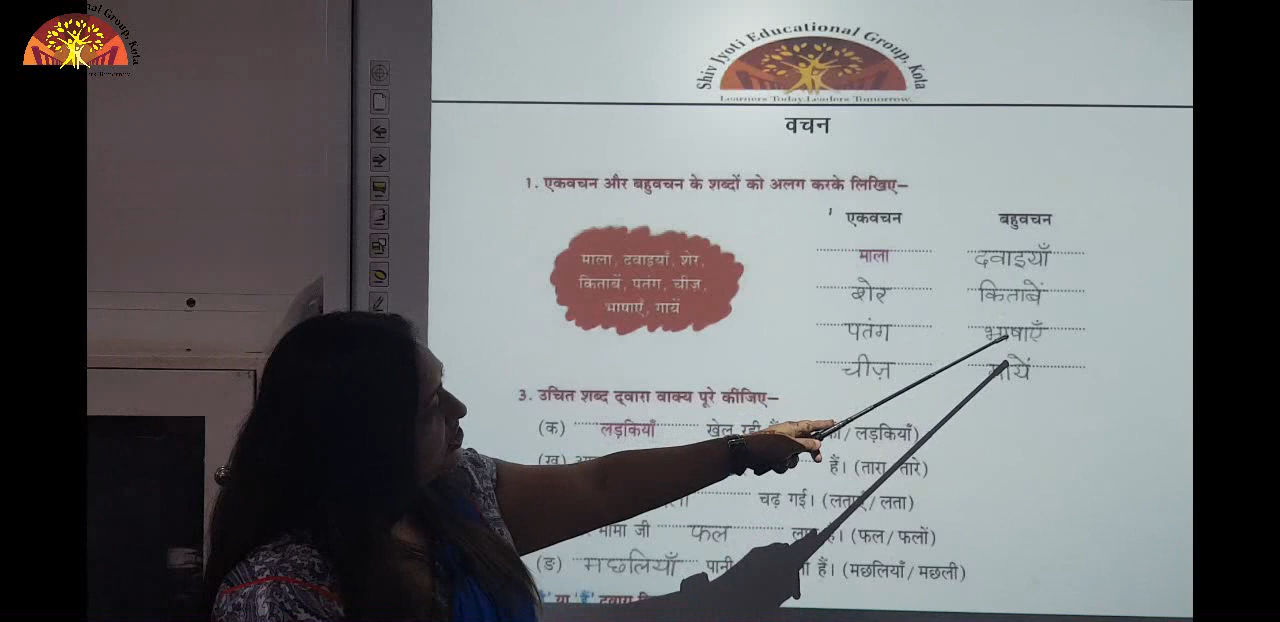 Shiv Jyoti Educational Group, Kota
Learners Today, Leaders Tomorrow.
वचन
1. एकवचन और बहुवचन के शब्दों को अलग करके लिखिए–
एकवचन बहुवचन
माला, दवाइयाँ, शेर,
किताबें, पतंग, चीज़,
भाषाएँ, गायें
माला दवाइयाँ
शेर किताबें
पतंग भाषाएँ
चीज़ गायें
3. उचित शब्द द्वारा वाक्य पूरे कीजिए–
(क) लड़कियाँ खेल रही लड़कियाँ)
(ख) हैं। (तारा/तारे)
चढ़ गई। (लताएँ/लता)
मामा जी फल (फल/फलों)
(ङ) मछलियाँ पानी हैं। (मछलियाँ/मछली)